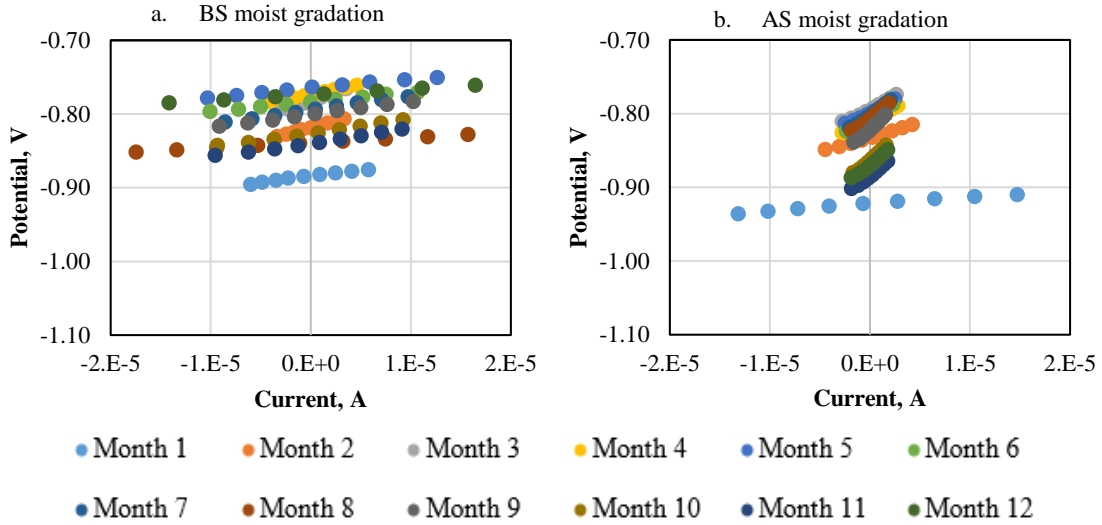 a. BS moist gradation
b. AS moist gradation
-0.70
-0.80
-0.90
-1.00
-1.10
Potential, V
-2.E-5 -1.E-5 0.E+0 1.E-5 2.E-5
Current, A
-0.70
-0.80
-0.90
-1.00
-1.10
Potential, V
-2.E-5 -1.E-5 0.E+0 1.E-5 2.E-5
Current, A
Month 1 Month 2 Month 3 Month 4 Month 5 Month 6
Month 7 Month 8 Month 9 Month 10 Month 11 Month 12